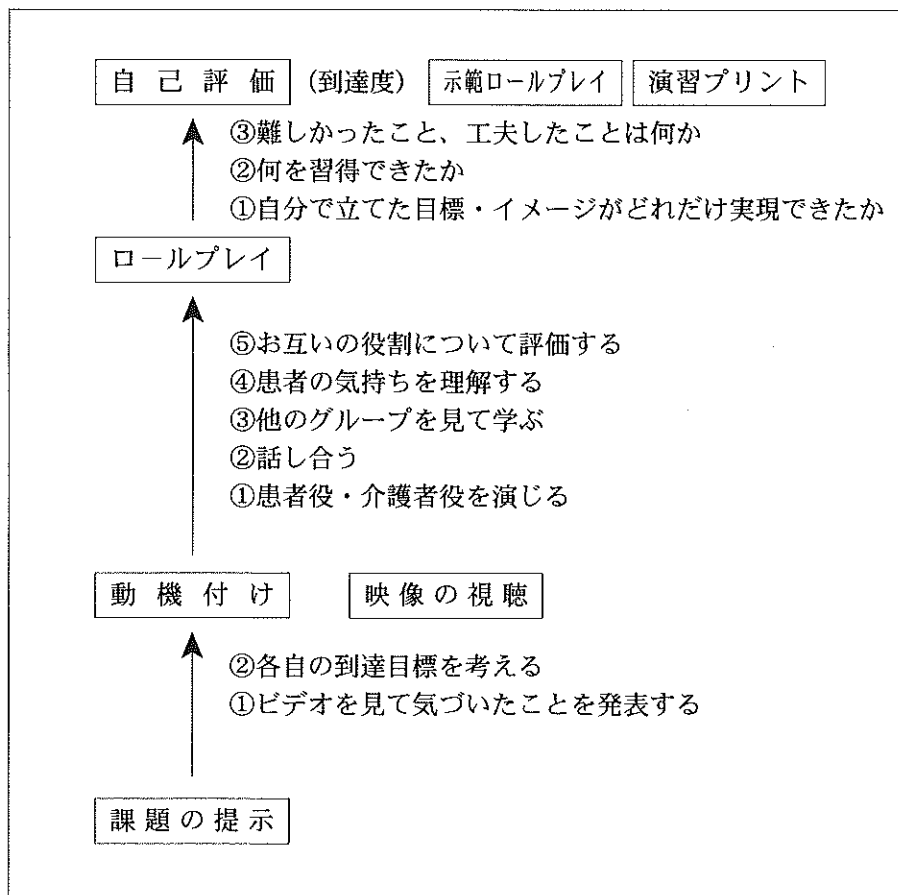 自己評価 (到達度) 示範ロールプレイ 演習プリント
③難しかったこと、工夫したことは何か
②何を習得できたか
①自分で立てた目標・イメージがどれだけ実現できたか
ロールプレイ
⑤お互いの役割について評価する
④患者の気持ちを理解する
③他のグループを見て学ぶ
②話し合う
①患者役・介護者役を演じる
動機付け 映像の視聴
②各自の到達目標を考える
①ビデオを見て気づいたことを発表する
課題の提示